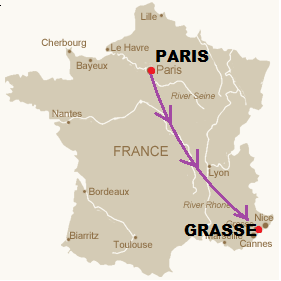 Lille
Cherbourg
Le Havre
PARIS
Bayeux
Paris
River Seine
Nantes
FRANCE
Lyon
Bordeaux
River Rhone
Nice
GRASSE
Biarritz
Toulouse
Marseille
Cannes